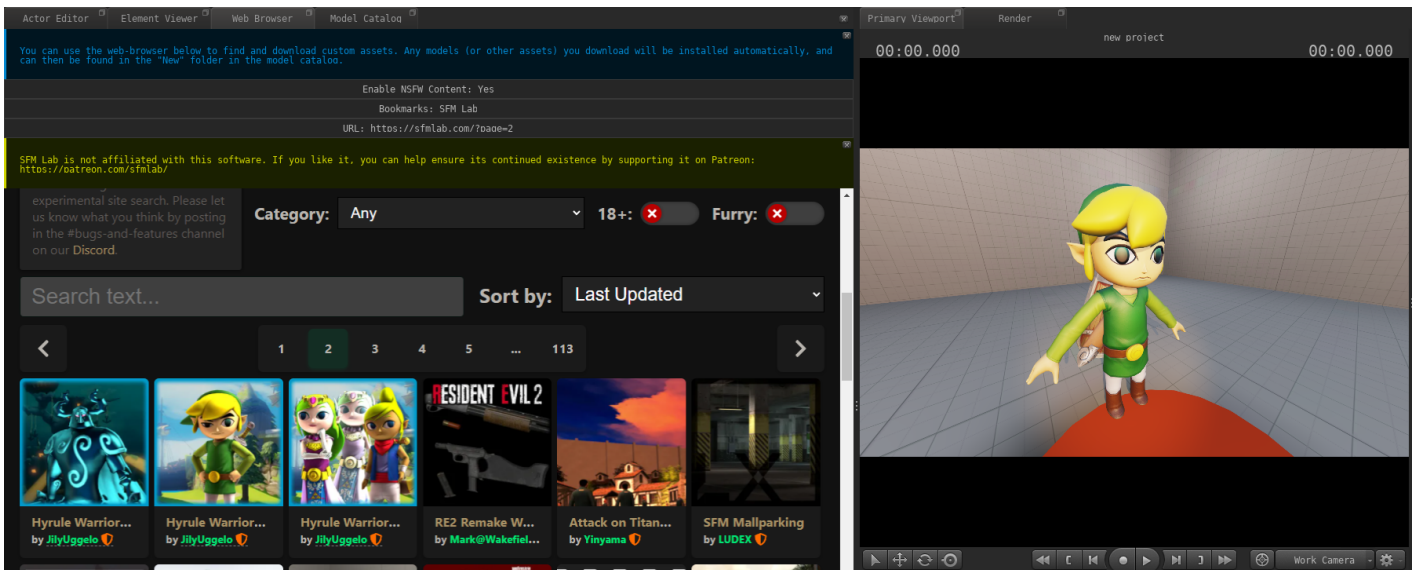 Actor Editor
Element Viewer
Web Browser
Model Catalog
You can use the web-browser below to find and download custom assets. Any models (or other assets) you download will be installed automatically, and
can then be found in the "New" folder in the model catalog.
Enable NSFW Content: Yes
Bookmarks: SFM Lab
URL: https://sfmlab.com/?page=2
SFM Lab is not affiliated with this software. If you like it, you can help ensure its continued existence by supporting it on Patreon:
https://patreon.com/sfmlab/
experimental site search. Please let
us know what you think by posting
in the #bugs-and-features channel
on our Discord.
Category: Any
18+:
Furry:
Search text...
Sort by: Last Updated
1 2 3 4 5 ... 113
RESIDENT EVIL 2
Hyrule Warrior...
by JilyUggelo
Hyrule Warrior...
by JilyUggelo
Hyrule Warrior...
by JilyUggelo
RE2 Remake W...
by Mark@Wakefiel...
Attack on Titan...
by Yinyama
SFM Mallparking
by LUDEX
Primary Viewport
Render
new project
00:00.000
00:00.000
Work Camera